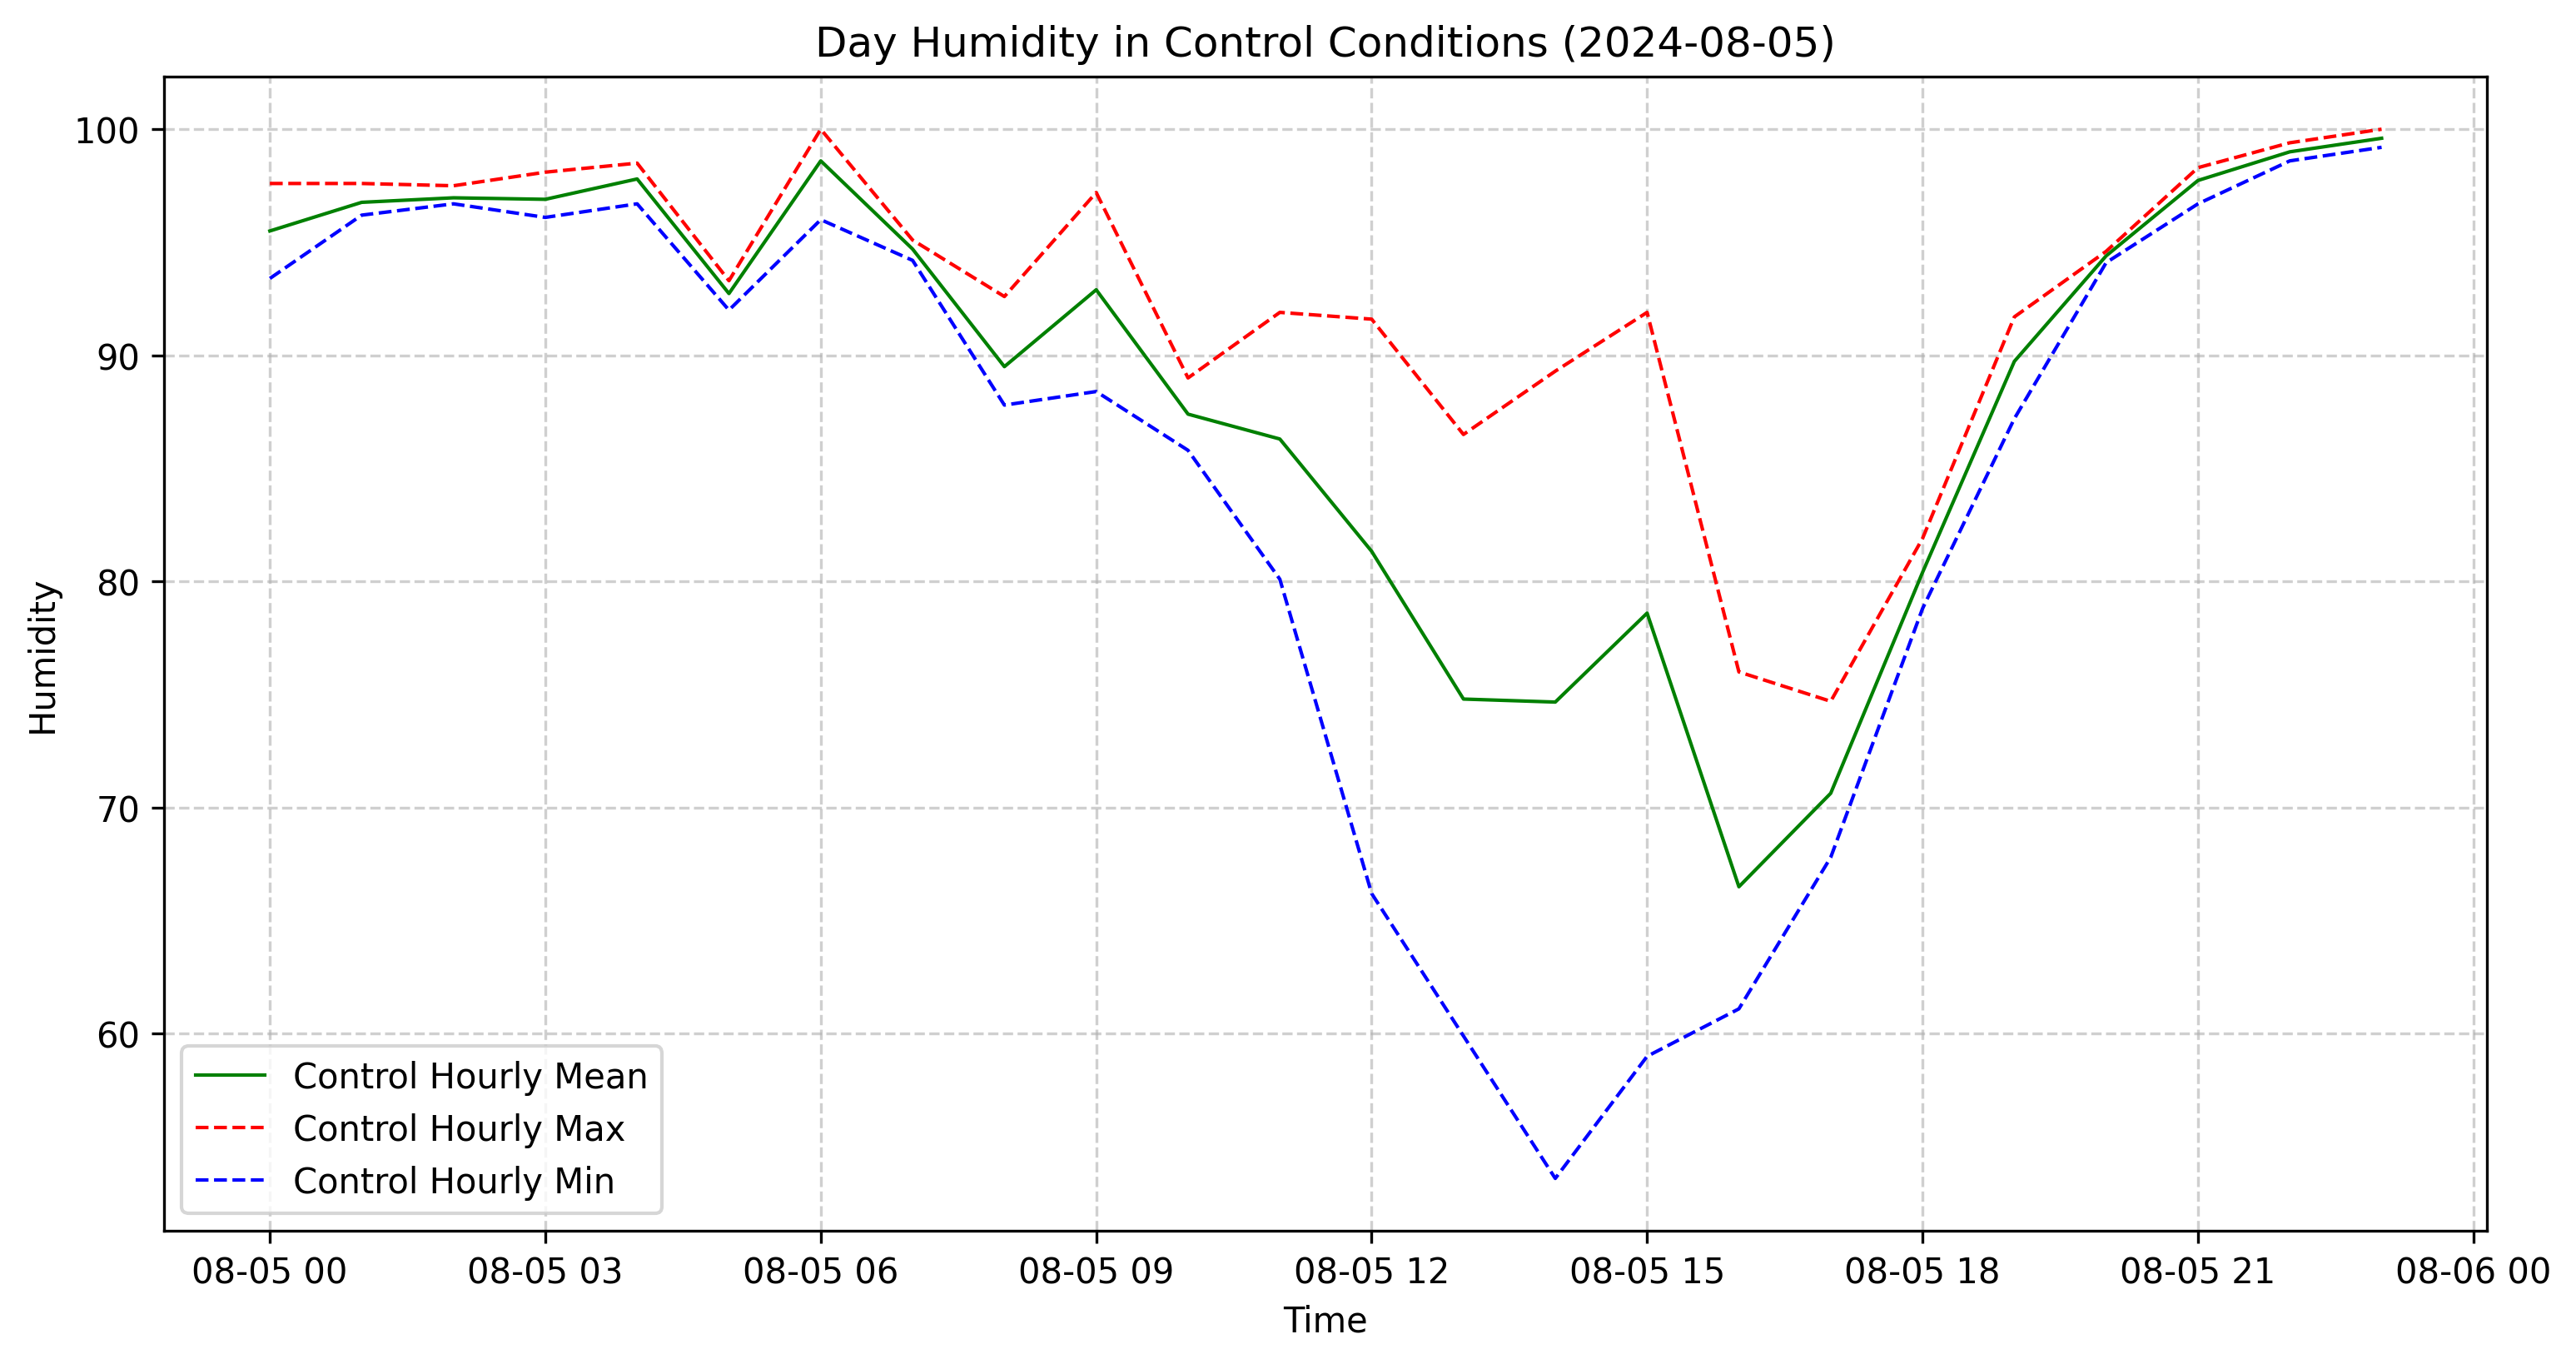 Day Humidity in Control Conditions (2024-08-05)
100
90
80
70
60
Humidity
Control Hourly Mean
Control Hourly Max
Control Hourly Min
08-05 00 08-05 03 08-05 06 08-05 09 08-05 12 08-05 15 08-05 18 08-05 21 08-06 00
Time